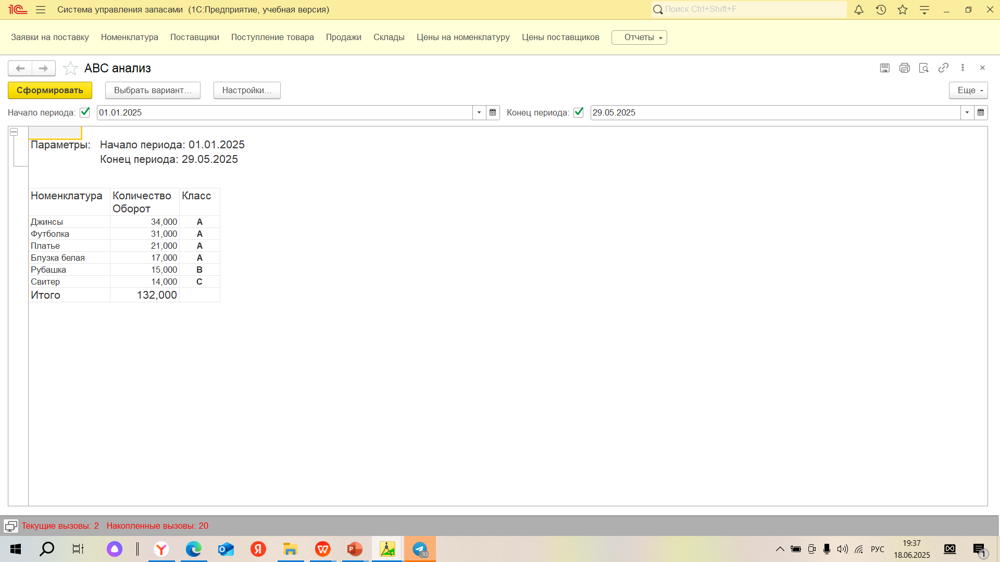 Система управления запасами (1С:Предприятие, учебная версия)
Поиск Ctrl+Shift+F
Заявки на поставку Номенклатура Поставщики Поступление товара Продажи Склады Цены на номенклатуру Цены поставщиков Отчеты
АВС анализ
Сформировать Выбрать вариант... Настройки... Еще
Начало периода: 01.01.2025 Конец периода: 29.05.2025
Параметры: Начало периода: 01.01.2025
Конец периода: 29.05.2025
Номенклатура Количество Оборот Класс
Джинсы 34,000 A
Футболка 31,000 A
Платье 21,000 A
Блузка белая 17,000 A
Рубашка 15,000 B
Свитер 14,000 C
Итого 132,000
Текущие вызовы: 2 Накопленные вызовы: 20
РУС
19:37
18.06.2025
93
1